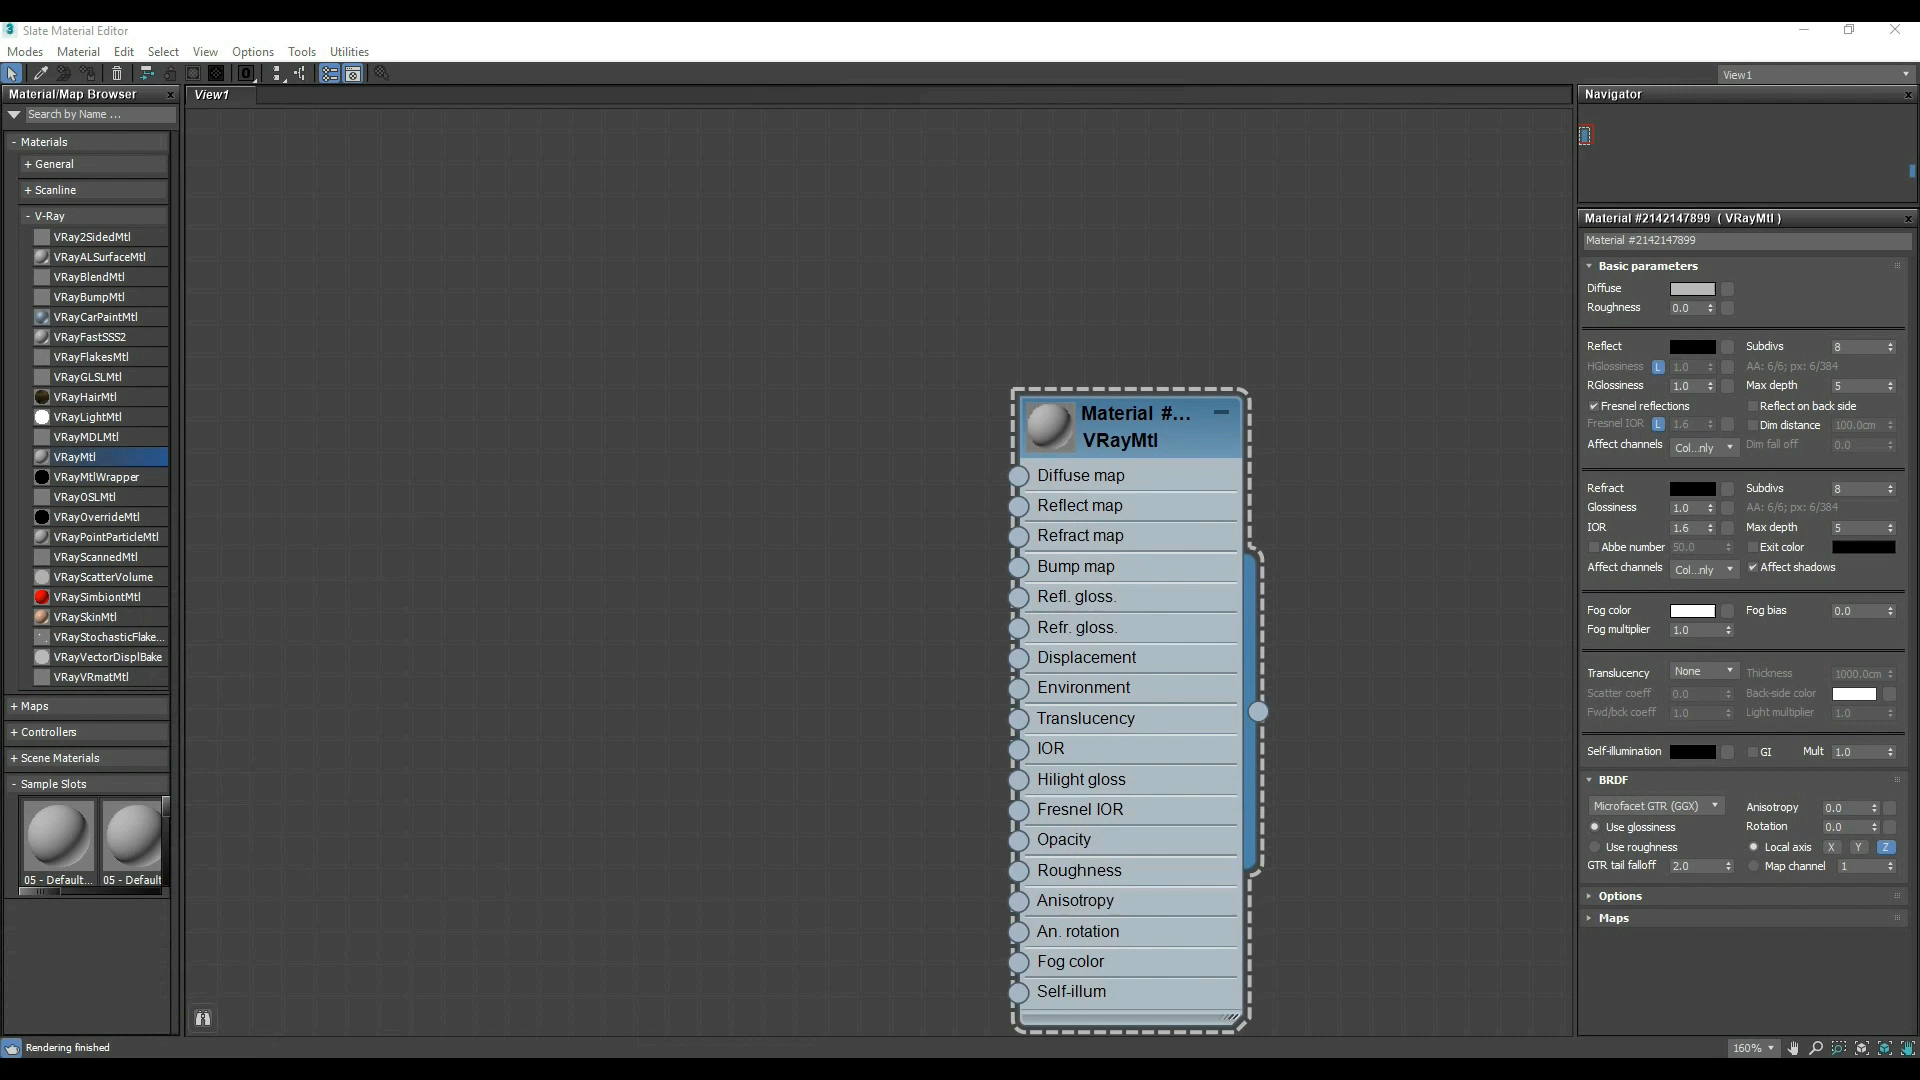 Slate Material Editor
Modes Material Edit Select View Options Tools Utilities
0
View1
Material/Map Browser x
View1
Search by Name ...
- Materials
+ General
+ Scanline
- V-Ray
VRay2SidedMtl
VRayALSurfaceMtl
VRayBlendMtl
VRayBumpMtl
VRayCarPaintMtl
VRayFastSSS2
VRayFlakesMtl
VRayGLSLMtl
VRayHairMtl
VRayLightMtl
VRayMDLMtl
VRayMtl
VRayMtlWrapper
VRayOSLMtl
VRayOverrideMtl
VRayPointParticleMtl
VRayScannedMtl
VRayScatterVolume
VRaySimbiontMtl
VRaySkinMtl
VRayStochasticFlake...
VRayVectorDisplBake
VRayVRmatMtl
+ Maps
+ Controllers
+ Scene Materials
- Sample Slots
05 - Default... 05 - Default
Material #...
VRayMtl
Diffuse map
Reflect map
Refract map
Bump map
Refl. gloss.
Refr. gloss.
Displacement
Environment
Translucency
IOR
Hilight gloss
Fresnel IOR
Opacity
Roughness
Anisotropy
An. rotation
Fog color
Self-illum
Navigator x
Material #2142147899 ( VRayMtl ) x
Material #2142147899
Basic parameters
Diffuse
Roughness 0.0
Reflect Subdivs 8
HGlossiness L 1.0 AA: 6/6; px: 6/384
RGlossiness 1.0 Max depth 5
Fresnel reflections Reflect on back side
Fresnel IOR L 1.6 Dim distance 100.0cm
Affect channels Col...nly Dim fall off 0.0
Refract Subdivs 8
Glossiness 1.0 AA: 6/6; px: 6/384
IOR 1.6 Max depth 5
Abbe number 50.0 Exit color
Affect channels Col...nly Affect shadows
Fog color Fog bias 0.0
Fog multiplier 1.0
Translucency None Thickness 1000.0cm
Scatter coeff 0.0 Back-side color
Fwd/bck coeff 1.0 Light multiplier 1.0
Self-illumination GI Mult 1.0
BRDF
Microfacet GTR (GGX) Anisotropy 0.0
Use glossiness Rotation 0.0
Use roughness Local axis X Y Z
GTR tail falloff 2.0 Map channel 1
Options
Maps
Rendering finished
160%